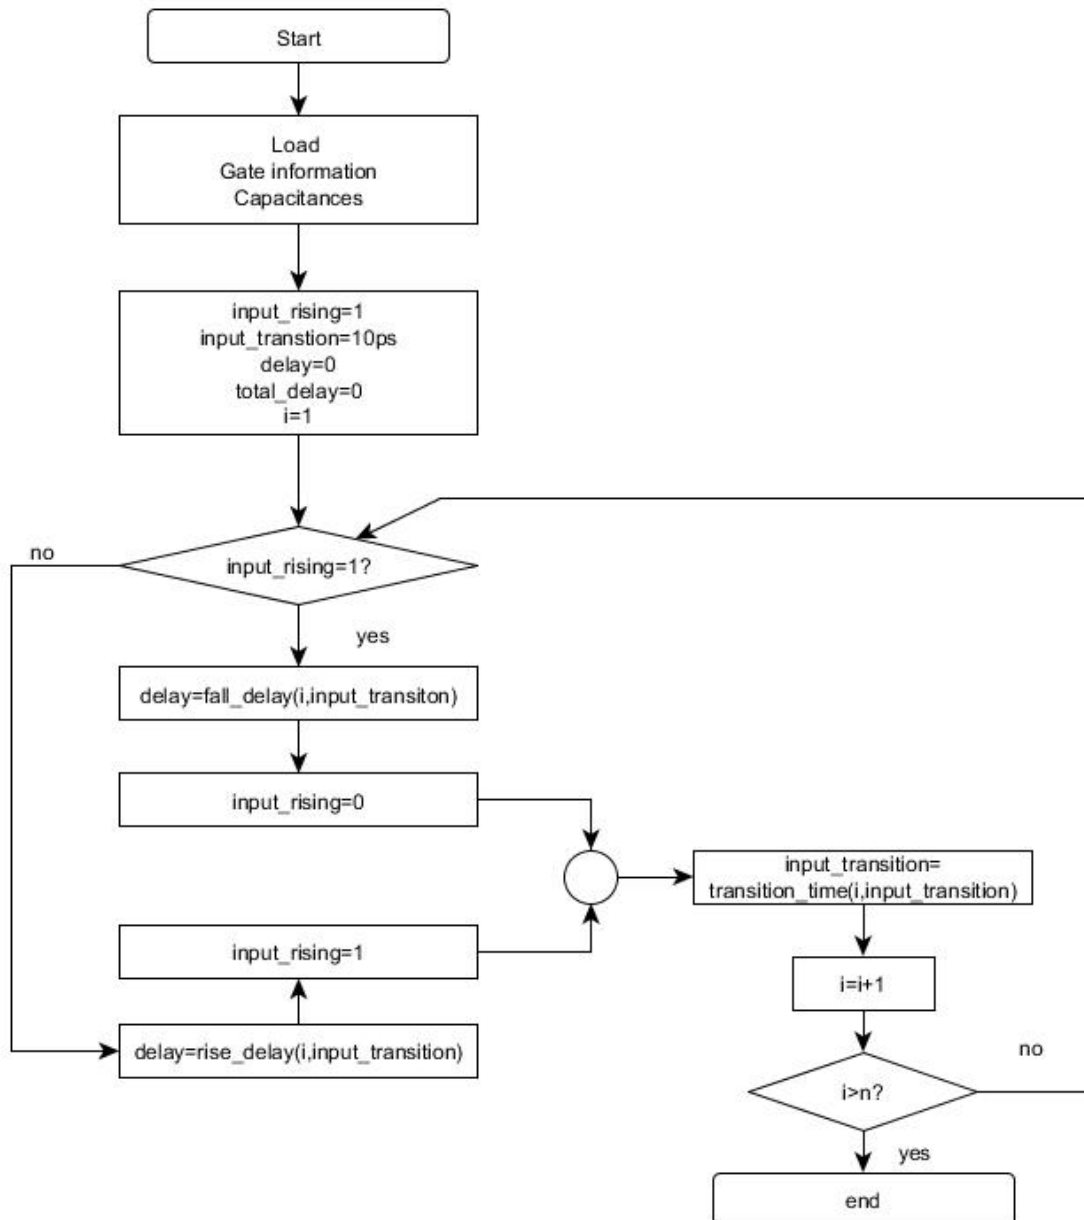 Start
Load
Gate information
Capacitances
input_rising=1
input_transtion=10ps
delay=0
total_delay=0
i=1
no
input_rising=1?
yes
delay=fall_delay(i,input_transiton)
input_rising=0
input_transition=
transition_time(i,input_transition)
input_rising=1
i=i+1
delay=rise_delay(i,input_transition)
no
i>n?
yes
end